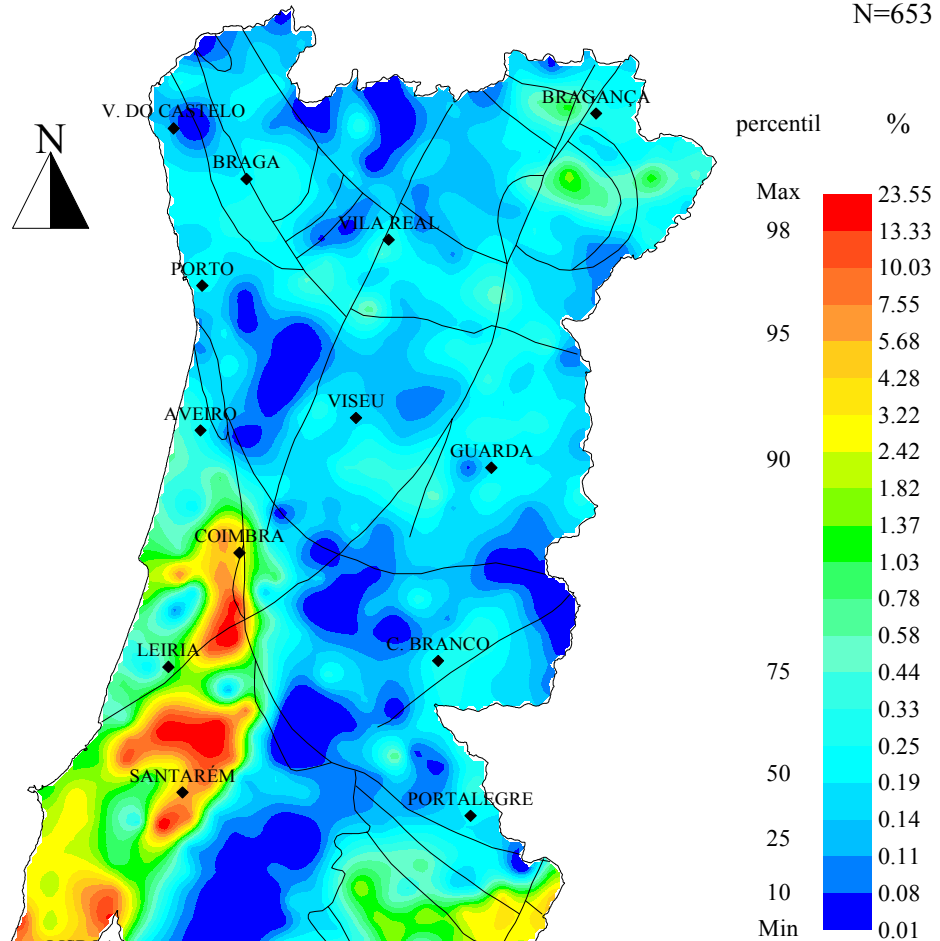 N=653
V. DO CASTELO
BRAGANÇA
N
BRAGA
VILA REAL
PORTO
AVEIRO
VISEU
GUARDA
COIMBRA
C. BRANCO
LEIRIA
SANTARÉM
PORTALEGRE
percentil %
Max 23.55
98 13.33
10.03
7.55
95 5.68
4.28
3.22
90 2.42
1.82
1.37
1.03
0.78
0.58
75 0.44
0.33
0.25
50 0.19
0.14
25 0.11
10 0.08
Min 0.01